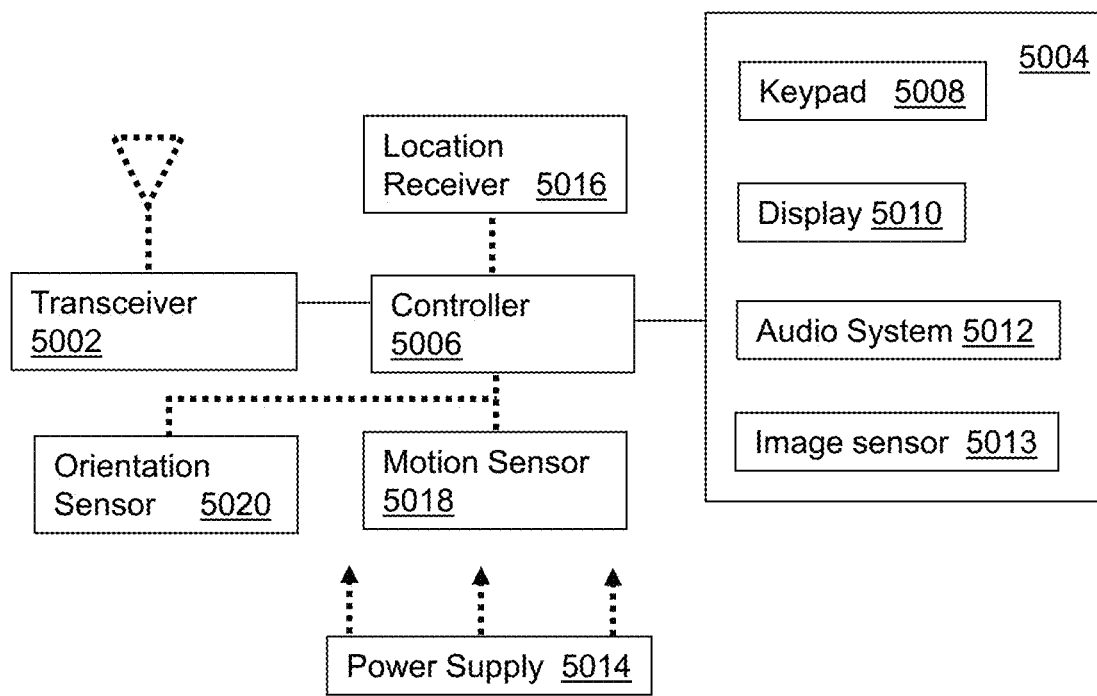 5004
Keypad 5008
Location
Receiver 5016
Display 5010
Transceiver
5002
Controller
5006
Audio System 5012
Image sensor 5013
Orientation
Sensor 5020
Motion Sensor
5018
Power Supply 5014